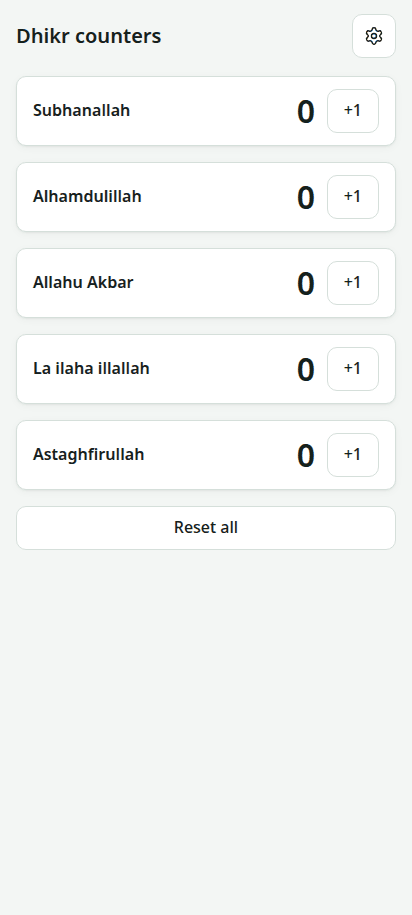 Dhikr counters
Subhanallah 0 +1
Alhamdulillah 0 +1
Allahu Akbar 0 +1
La ilaha illallah 0 +1
Astaghfirullah 0 +1
Reset all